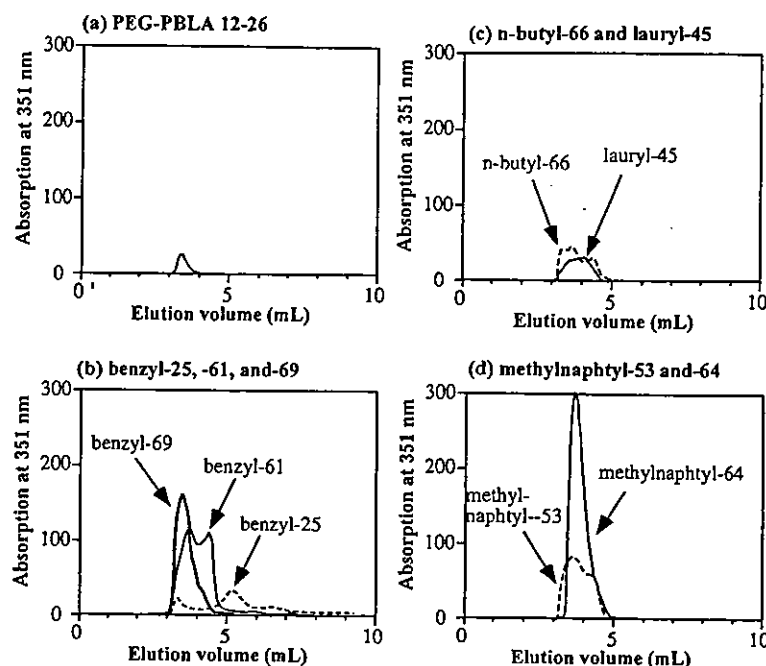 (a) PEG-PBLA 12-26
Absorption at 351 nm
300
200
100
0
0
5
10
Elution volume (mL)
(c) n-butyl-66 and lauryl-45
Absorption at 351 nm
300
200
100
0
n-butyl-66
lauryl-45
0
5
10
Elution volume (mL)
(b) benzyl-25, -61, and-69
Absorption at 351 nm
300
200
100
0
benzyl-69
benzyl-61
benzyl-25
0
5
10
Elution volume (mL)
(d) methylnaphtyl-53 and-64
Absorption at 351 nm
300
200
100
0
methyl-
naphtyl--53
methylnaphtyl-64
0
5
10
Elution volume (mL)